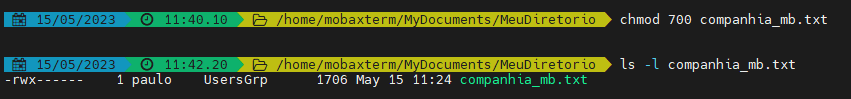 15/05/2023 11:40.10 /home/mobaxterm/MyDocuments/MeuDiretorio chmod 700 companhia_mb.txt
15/05/2023 11:42.20 /home/mobaxterm/MyDocuments/MeuDiretorio ls -l companhia_mb.txt
-rwx------ 1 paulo UsersGrp 1706 May 15 11:24 companhia_mb.txt